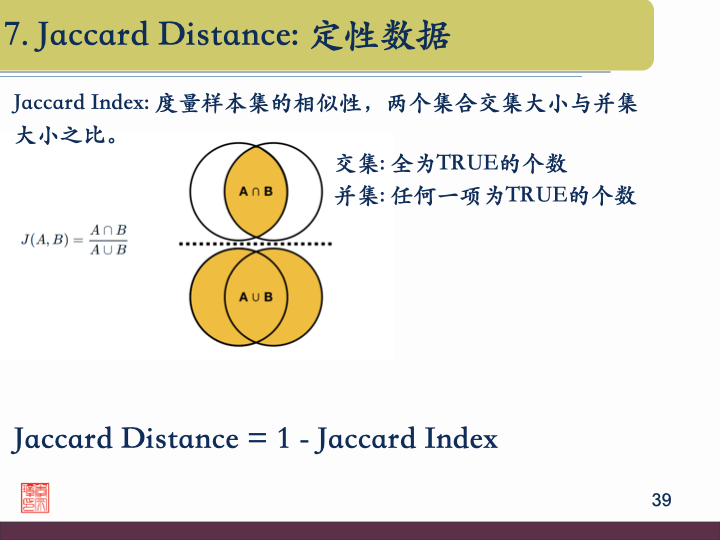 7. Jaccard Distance: 定性数据
Jaccard Index: 度量样本集的相似性，两个集合交集大小与并集
大小之比。
交集: 全为TRUE的个数
并集: 任何一项为TRUE的个数
A ∩ B
J(A, B) = A ∩ B / A ∪ B
A ∪ B
Jaccard Distance = 1 - Jaccard Index
39